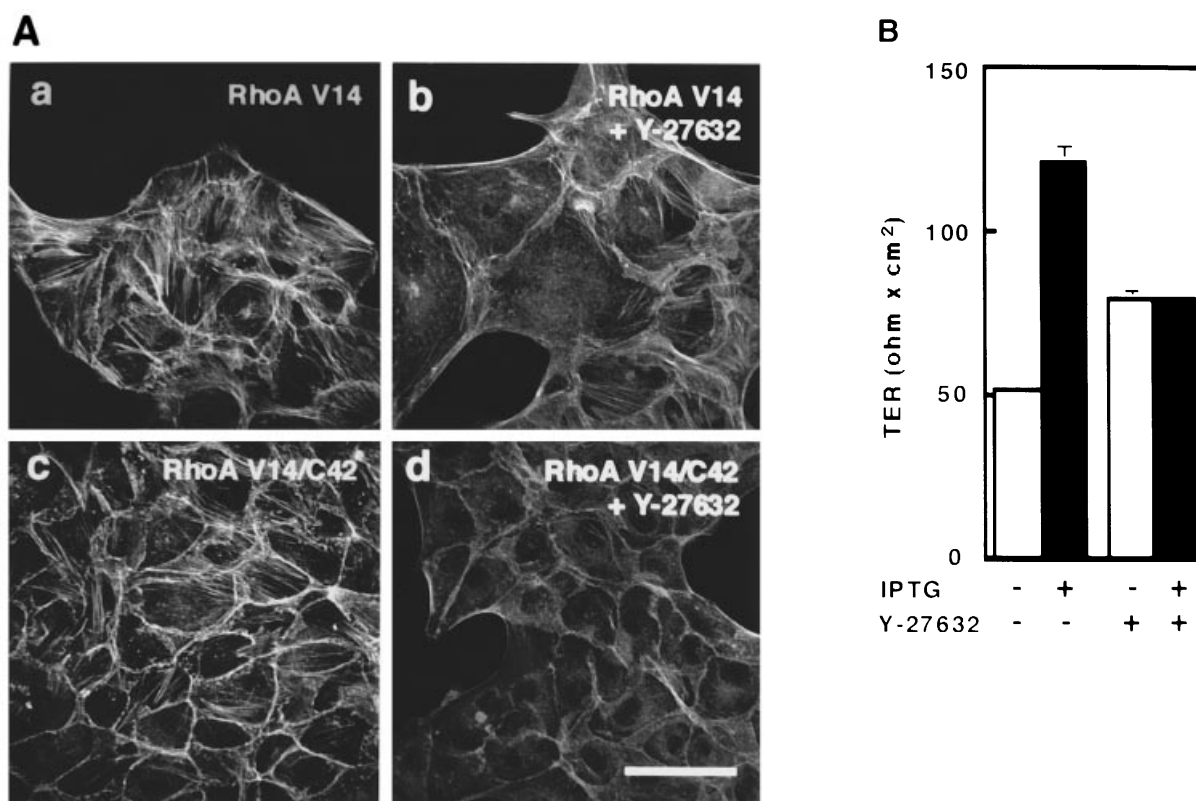 A
a
RhoA V14
b
RhoA V14
+ Y-27632
c
RhoA V14/C42
d
RhoA V14/C42
+ Y-27632
B
150
100
50
0
TER (ohm x cm²)
IPTG - + - +
Y-27632 - - + +